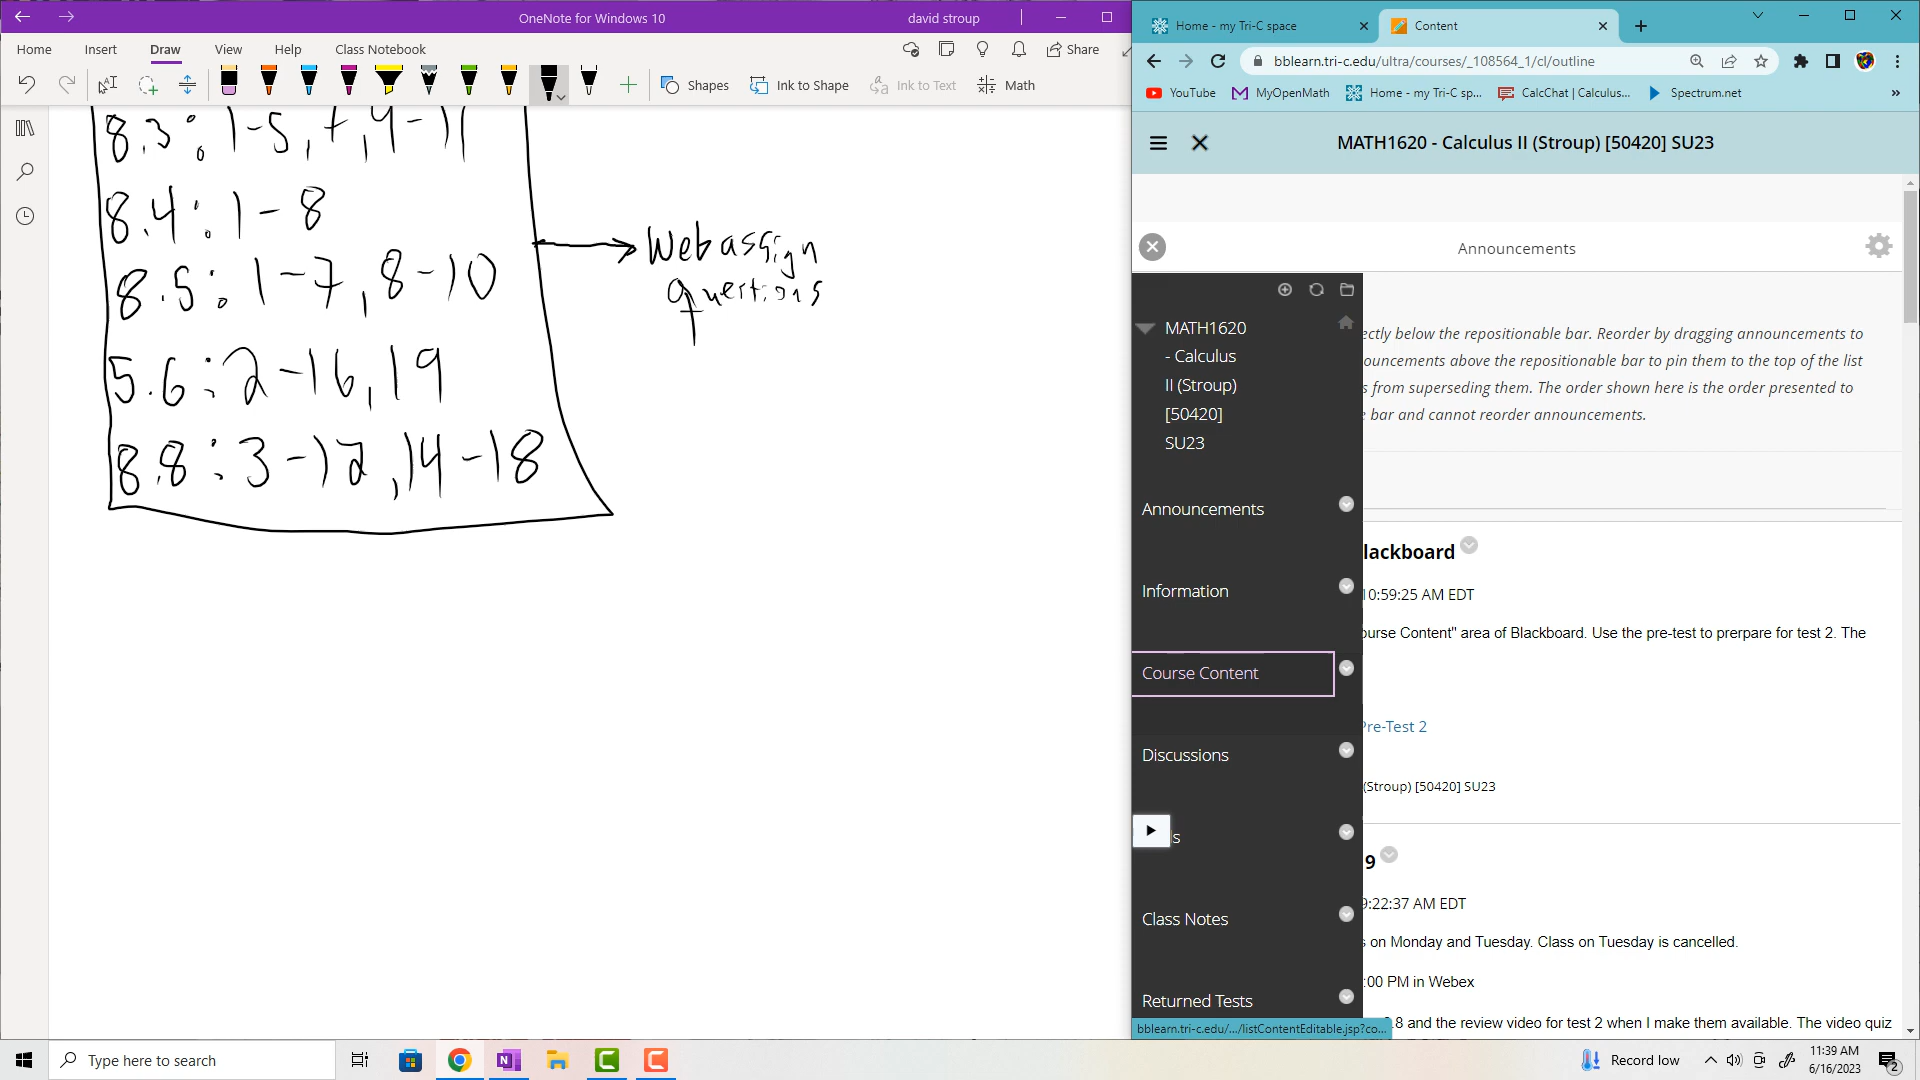 OneNote for Windows 10
david stroup
Home Insert Draw View Help Class Notebook
Share
Shapes
Ink to Shape
Ink to Text
Math
8.3: 1-5, 7, 9-11
8.4: 1-8
8.5: 1-7, 8-10
5.6: 2-16, 19
8.8: 3-12, 14-18
Webassign
questions
Home - my Tri-C space
Content
bblearn.tri-c.edu/ultra/courses/_108564_1/cl/outline
YouTube
MyOpenMath
Home - my Tri-C sp...
CalcChat | Calculus...
Spectrum.net
»
MATH1620 - Calculus II (Stroup) [50420] SU23
Announcements
MATH1620
- Calculus
II (Stroup)
[50420]
SU23
Announcements
Information
Course Content
Discussions
s
Class Notes
Returned Tests
bblearn.tri-c.edu/.../listContentEditable.jsp?co...
ectly below the repositionable bar. Reorder by dragging announcements to
ouncements above the repositionable bar to pin them to the top of the list
s from superseding them. The order shown here is the order presented to
e bar and cannot reorder announcements.
lackboard
10:59:25 AM EDT
ourse Content" area of Blackboard. Use the pre-test to prerpare for test 2. The
Pre-Test 2
(Stroup) [50420] SU23
9
9:22:37 AM EDT
s on Monday and Tuesday. Class on Tuesday is cancelled.
:00 PM in Webex
8 and the review video for test 2 when I make them available. The video quiz
Type here to search
Record low
11:39 AM
6/16/2023
2